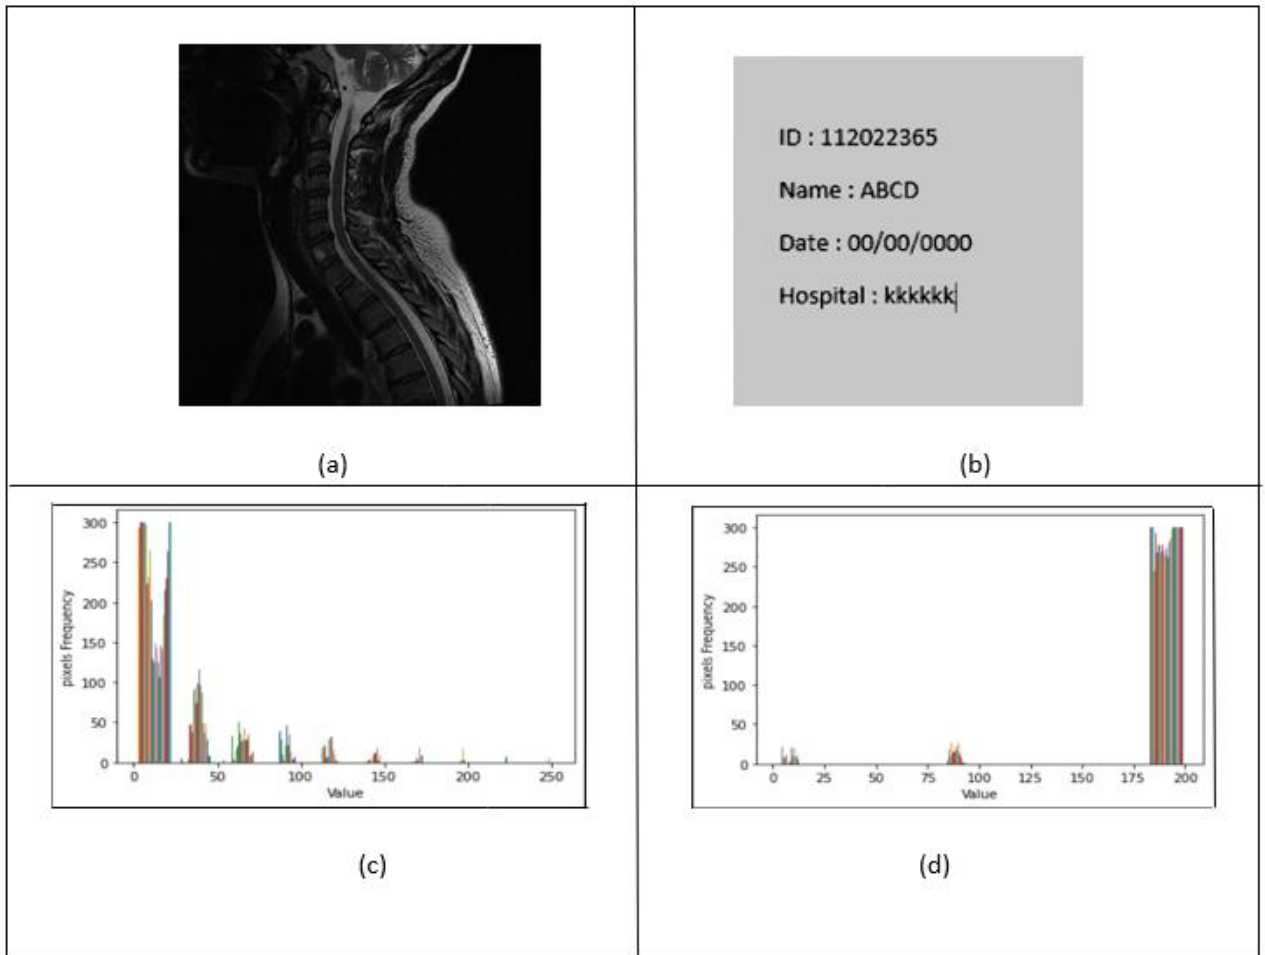 ID : 112022365
Name : ABCD
Date : 00/00/0000
Hospital : kkkkkk
(a)
(b)
pixels Frequency
300
250
200
150
100
50
0
0 50 100 150 200 250
Value
pixels Frequency
300
250
200
150
100
50
0
0 25 50 75 100 125 150 175 200
Value
(c)
(d)